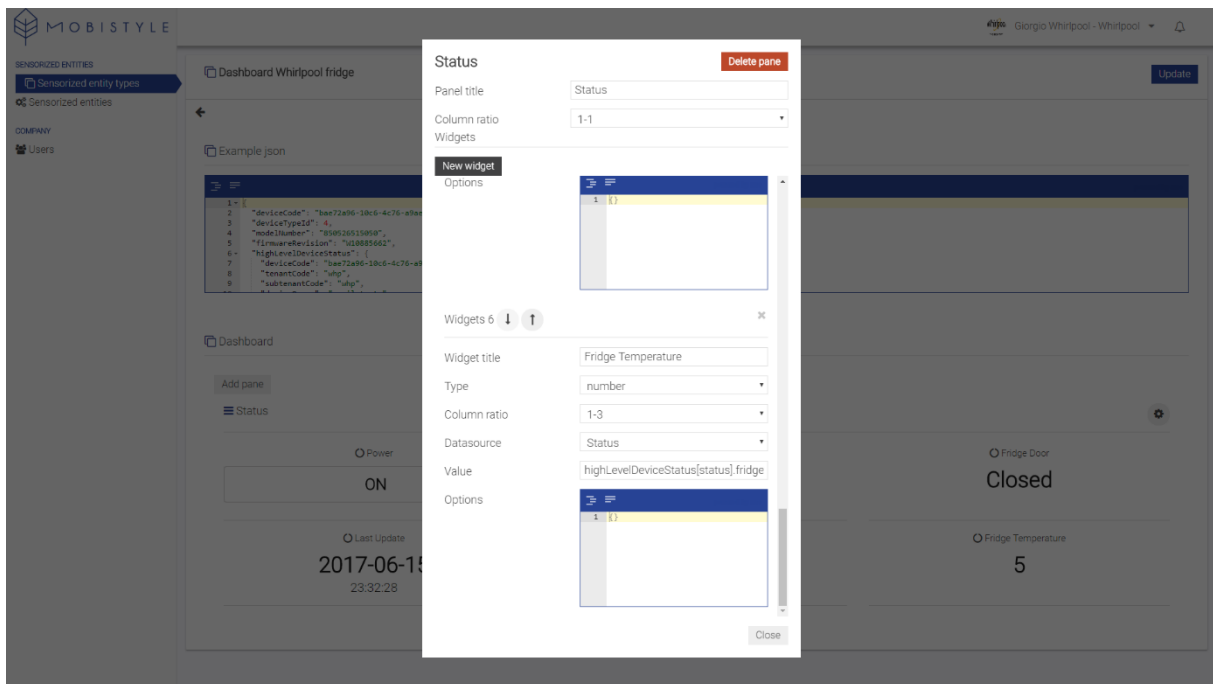 MOBISTYLE
Giorgio Whirlpool - Whirlpool
SENSORIZED ENTITIES
Sensorized entity types
Sensorized entities
COMPANY
Users
Dashboard Whirlpool fridge
Update
Example json
1 {
2 "deviceCode": "bae72a96-10c6-4c76-a9ae
3 "deviceTypeId": 4,
4 "modelNumber": "850526515050",
5 "firmwareRevision": "W10885662",
6 "highLevelDeviceStatus": {
7 "deviceCode": "bae72a96-10c6-4c76-a9
8 "tenantCode": "whp",
9 "subtenantCode": "whp",
Dashboard
Add pane
Status
Power
ON
Fridge Door
Closed
Last Update
2017-06-15
23:32:28
Fridge Temperature
5
Status
Delete pane
Panel title
Status
Column ratio
1-1
Widgets
New widget
Options
1 {}
Widgets 6
Widget title
Fridge Temperature
Type
number
Column ratio
1-3
Datasource
Status
Value
highLevelDeviceStatus[status].fridge
Options
1 {}
Close